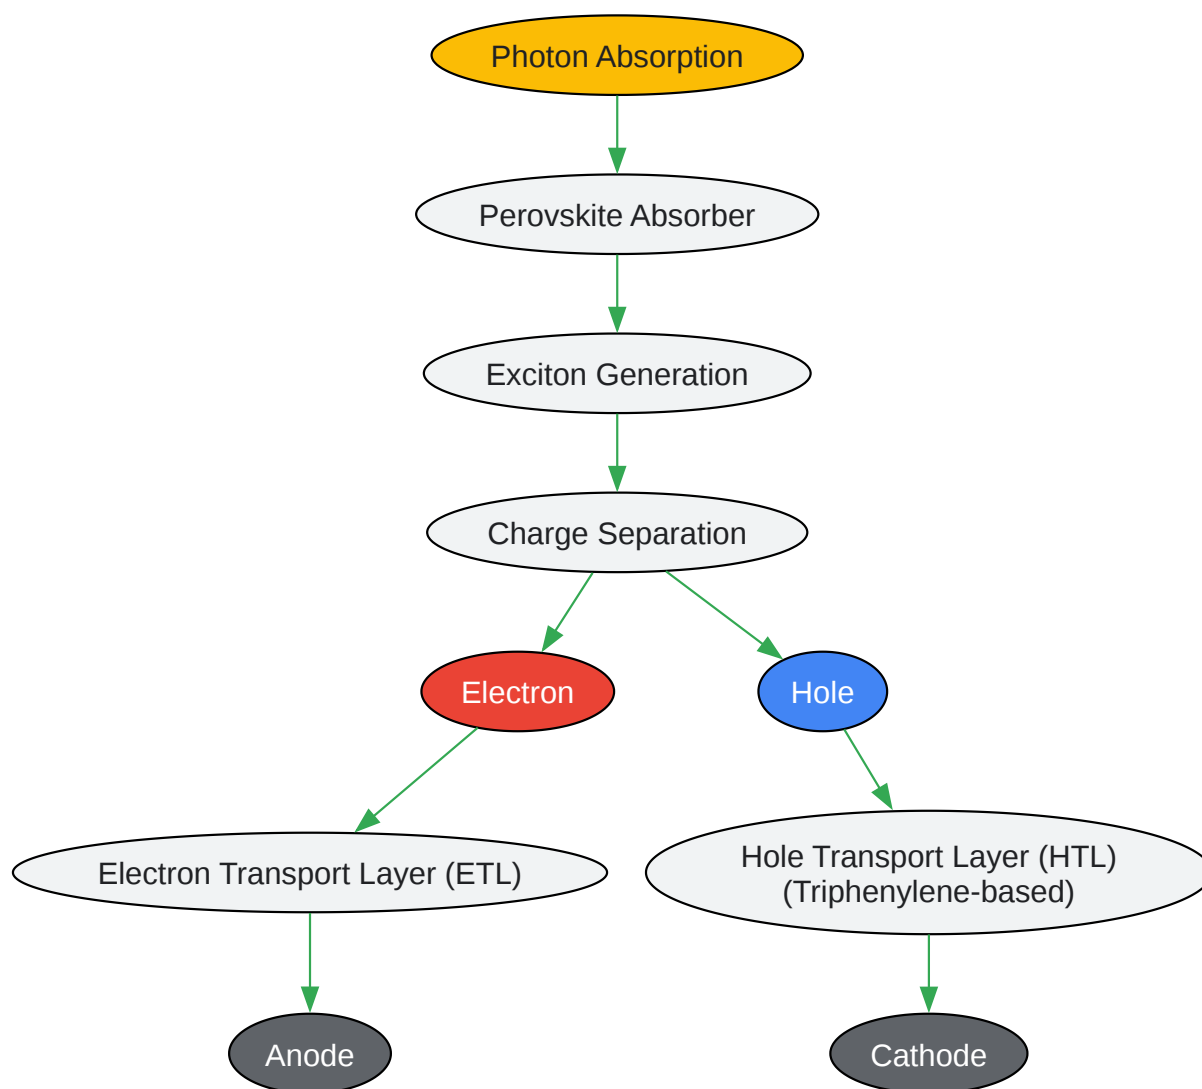 Photon Absorption
Perovskite Absorber
Exciton Generation
Charge Separation
Electron
Hole
Electron Transport Layer (ETL)
Hole Transport Layer (HTL)
(Triphenylene-based)
Anode
Cathode